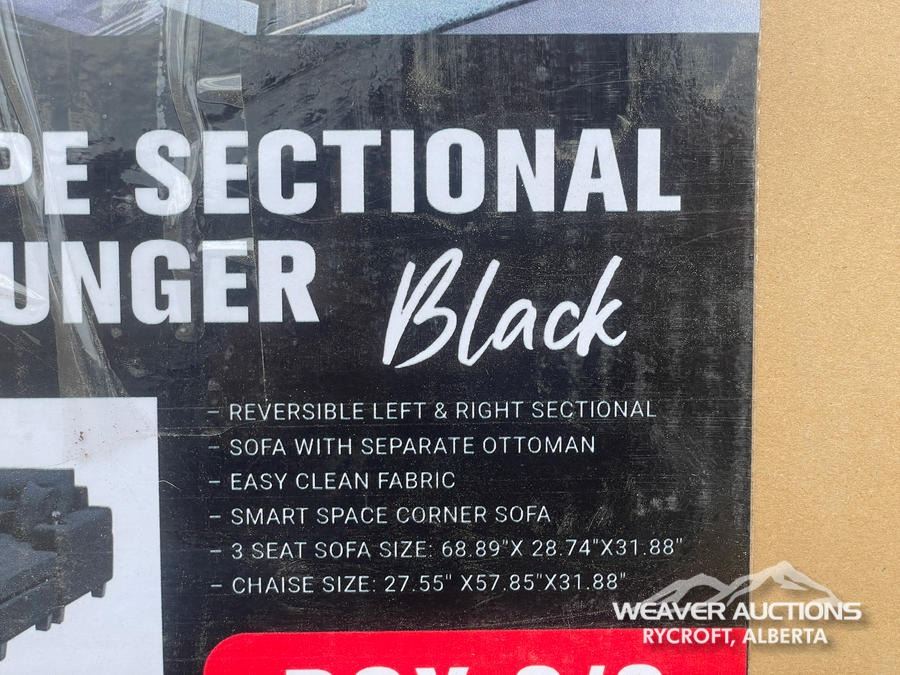 PE SECTIONAL
UNGER Black
- REVERSIBLE LEFT & RIGHT SECTIONAL
- SOFA WITH SEPARATE OTTOMAN
- EASY CLEAN FABRIC
- SMART SPACE CORNER SOFA
- 3 SEAT SOFA SIZE: 68.89"X 28.74"X31.88"
- CHAISE SIZE: 27.55" X57.85"X31.88"
WEAVER AUCTIONS
RYCROFT, ALBERTA